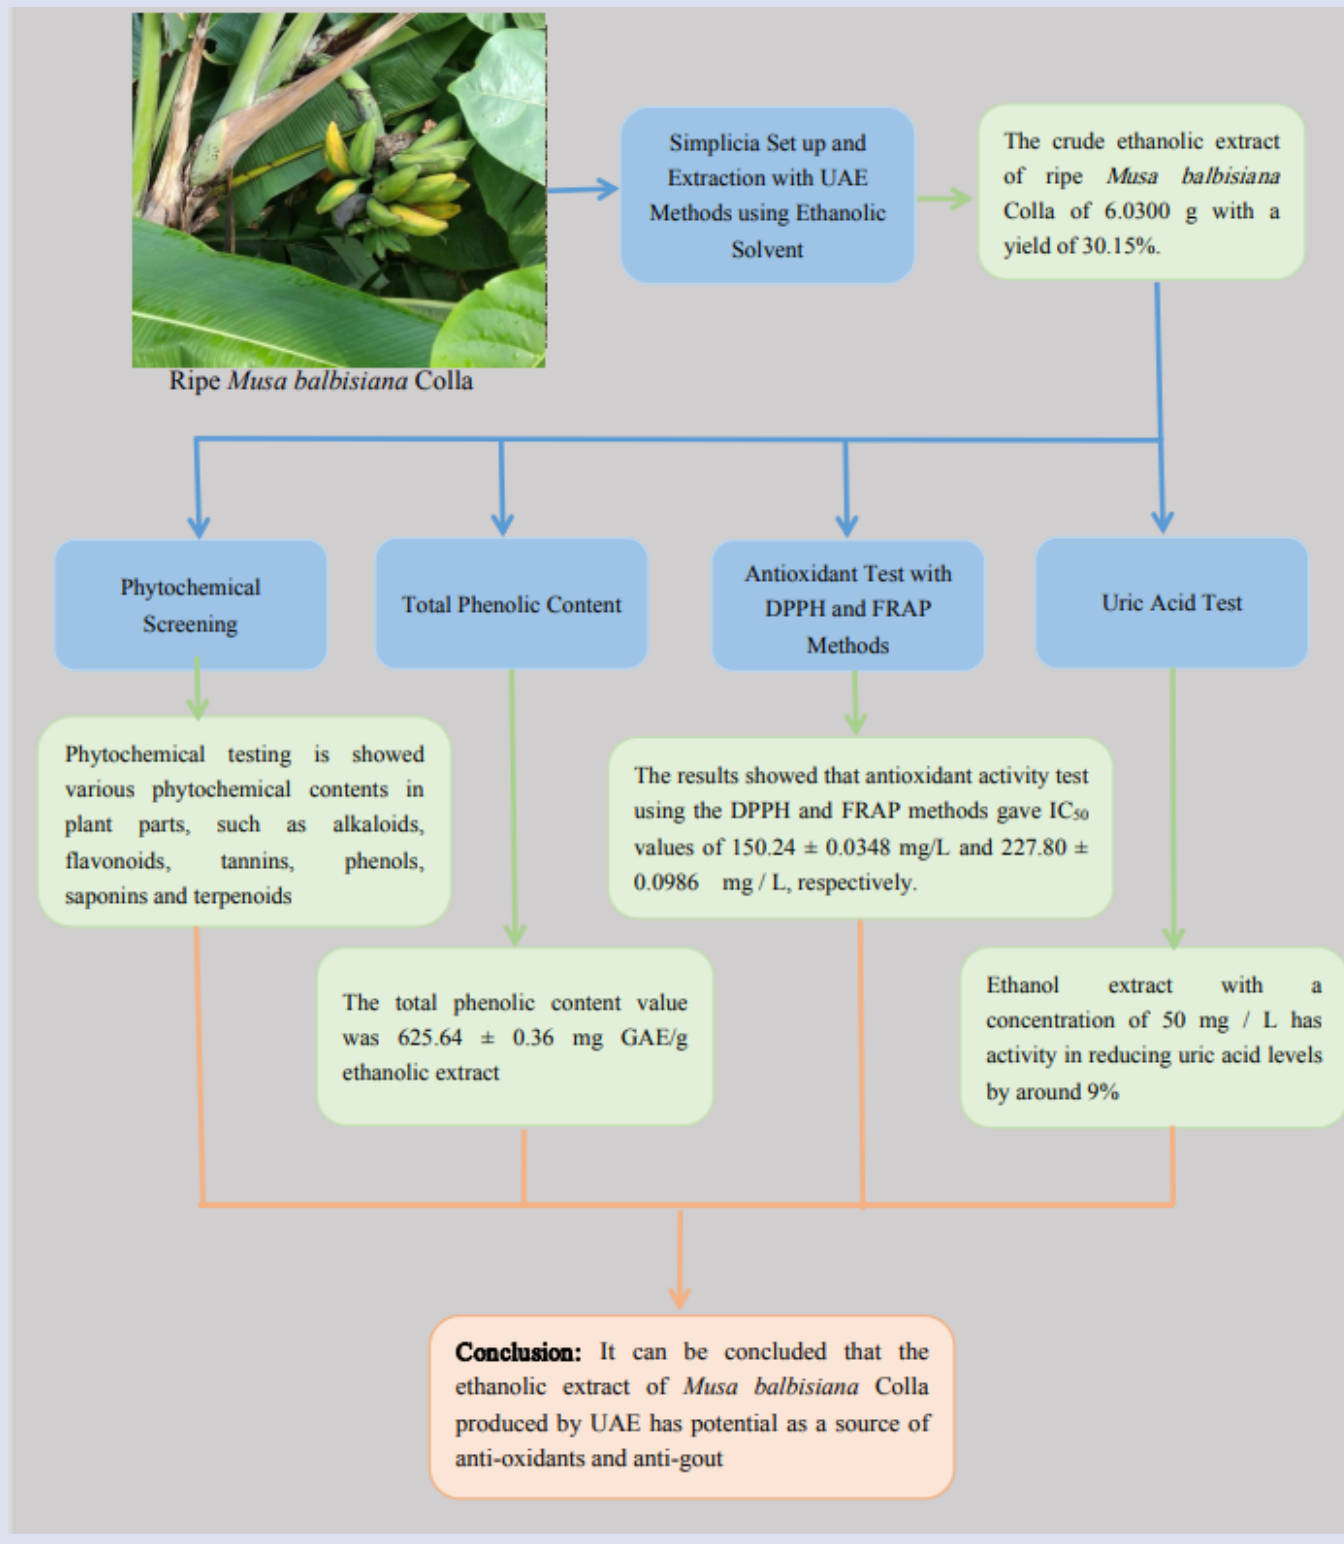 Ripe Musa balbisiana Colla
Simplicia Set up and
Extraction with UAE
Methods using Ethanolic
Solvent
The crude ethanolic extract
of ripe Musa balbisiana
Colla of 6.0300 g with a
yield of 30.15%.
Phytochemical
Screening
Total Phenolic Content
Antioxidant Test with
DPPH and FRAP
Methods
Uric Acid Test
Phytochemical testing is showed
various phytochemical contents in
plant parts, such as alkaloids,
flavonoids, tannins, phenols,
saponins and terpenoids
The total phenolic content value
was 625.64 ± 0.36 mg GAE/g
ethanolic extract
The results showed that antioxidant activity test
using the DPPH and FRAP methods gave IC₅₀
values of 150.24 ± 0.0348 mg/L and 227.80 ±
0.0986 mg / L, respectively.
Ethanol extract with a
concentration of 50 mg / L has
activity in reducing uric acid levels
by around 9%
Conclusion: It can be concluded that the
ethanolic extract of Musa balbisiana Colla
produced by UAE has potential as a source of
anti-oxidants and anti-gout